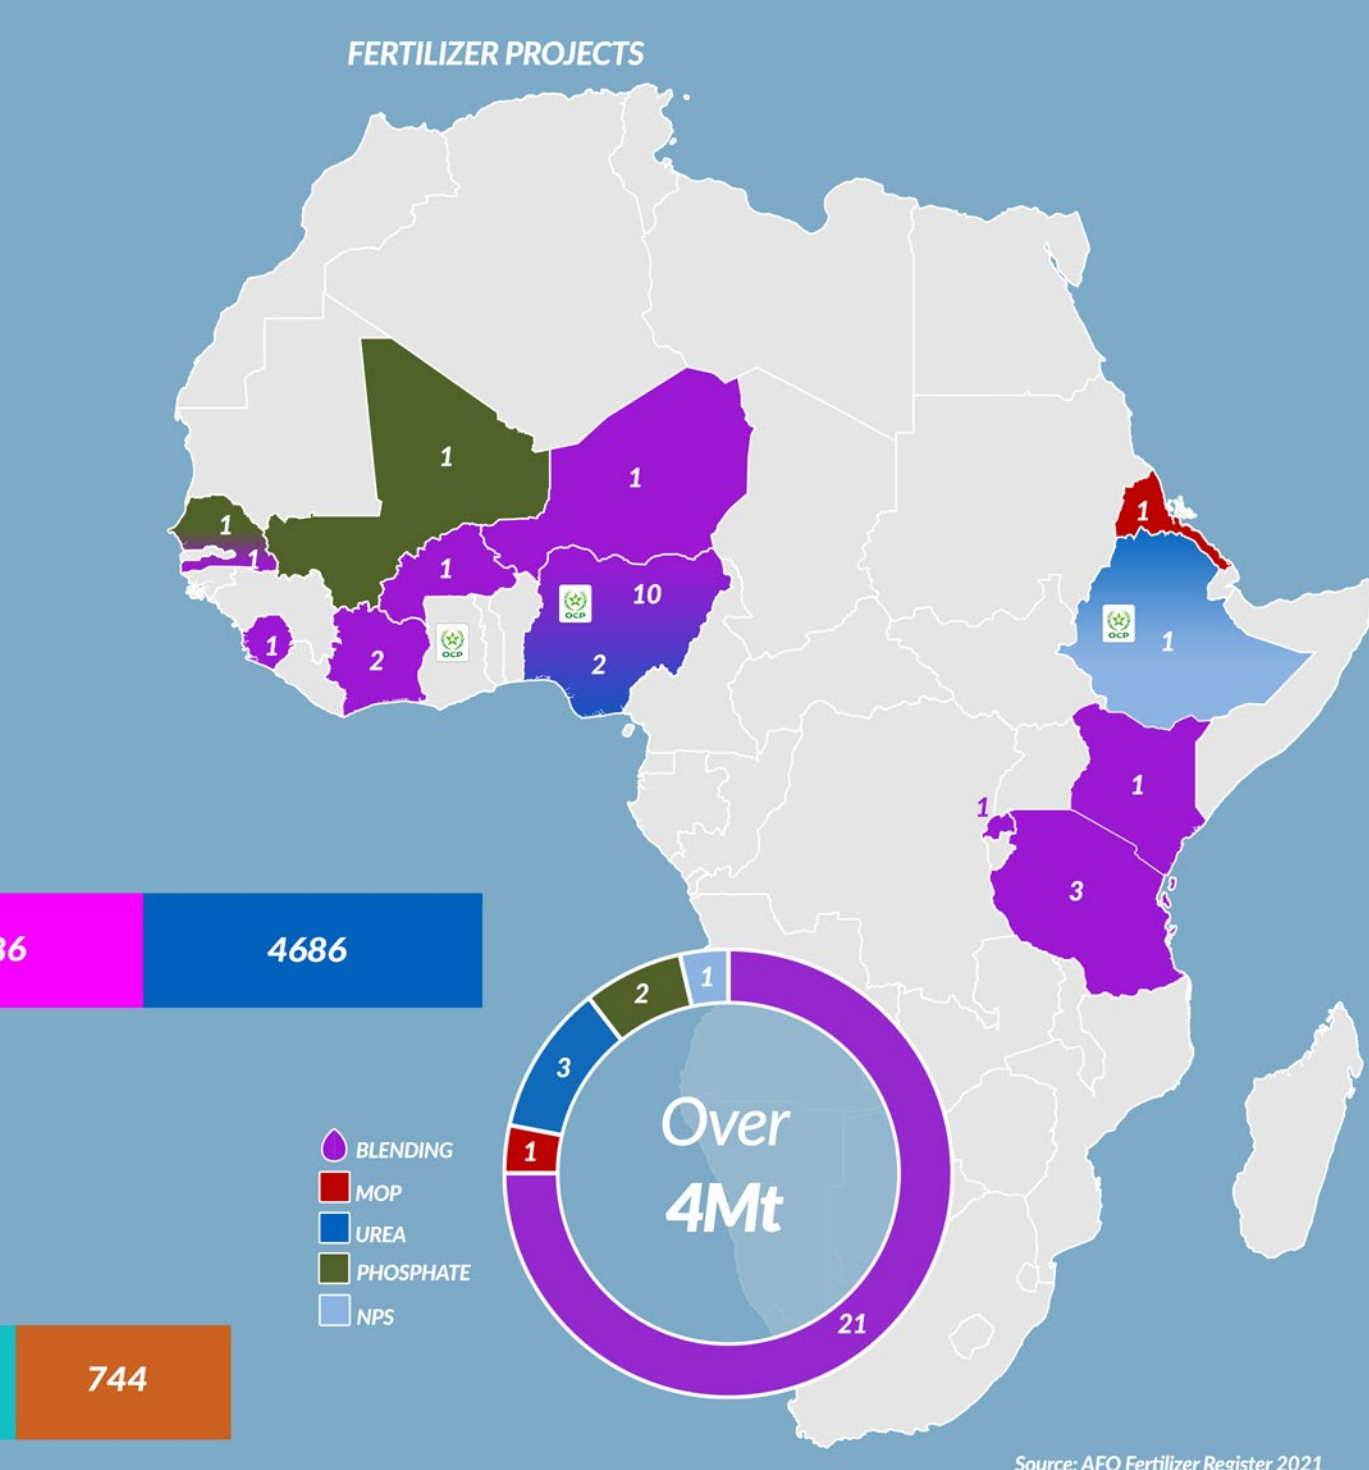 FERTILIZER PROJECTS
1
1
1
1
1
1
2
OCP
OCP
10
2
1
OCP
1
1
1
3
4686
1
2
3
1
21
Over
4Mt
BLENDING
MOP
UREA
PHOSPHATE
NPS
744
Source: AFO Fertilizer Register 2021